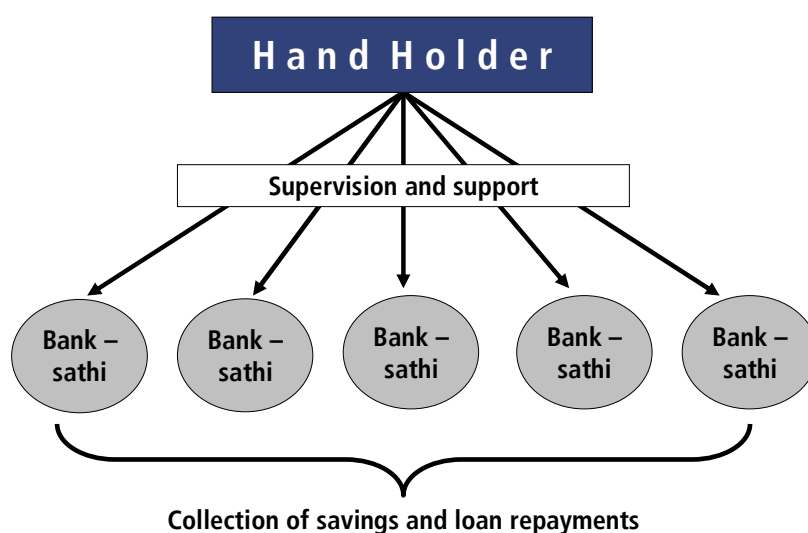 Hand Holder
Supervision and support
Bank –
sathi
Bank –
sathi
Bank –
sathi
Bank –
sathi
Bank –
sathi
Collection of savings and loan repayments